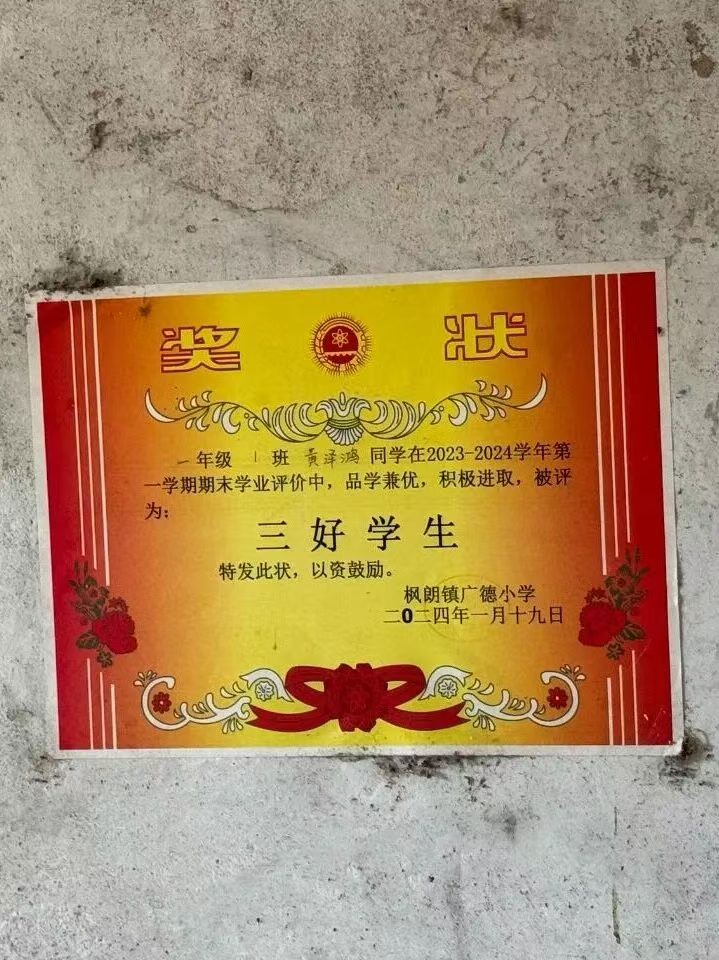 奖 状
一年级 1 班 黄泽鸿 同学在2023-2024学年第
一学期期末学业评价中，品学兼优，积极进取，被评
为：
三好学生
特发此状，以资鼓励。
枫朗镇广德小学
二0二四年一月十九日